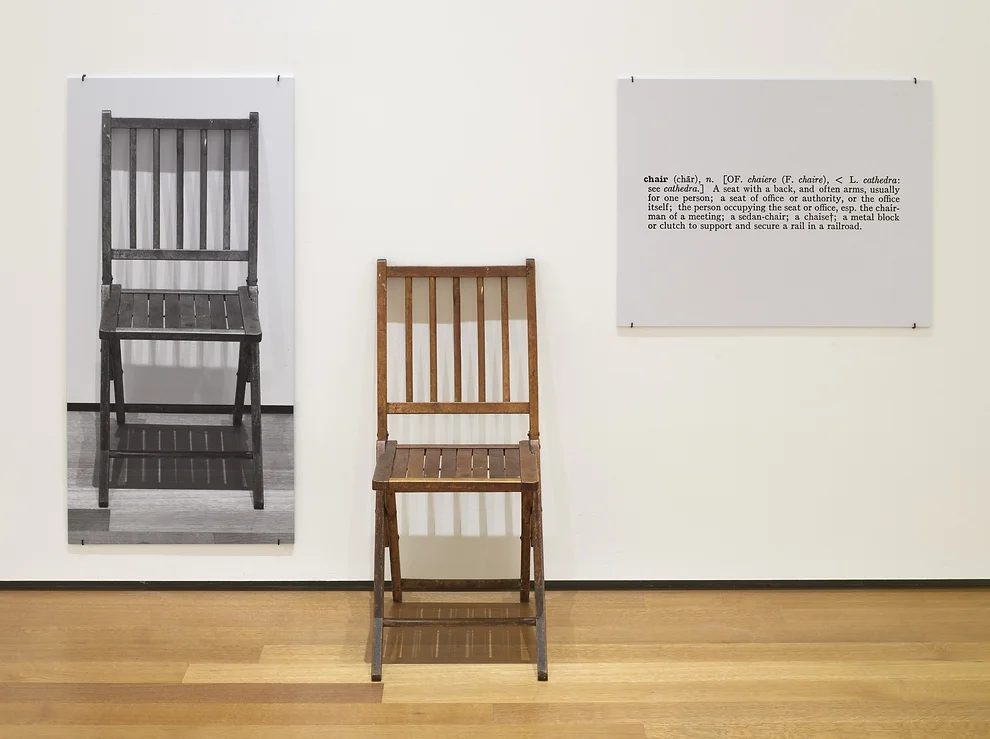 chair (chãr), n. [OF. chaiere (F. chaire), < L. cathedra:
see cathedra.] A seat with a back, and often arms, usually
for one person; a seat of office or authority, or the office
itself; the person occupying the seat or office, esp. the chair-
man of a meeting; a sedan-chair; a chaise†; a metal block
or clutch to support and secure a rail in a railroad.